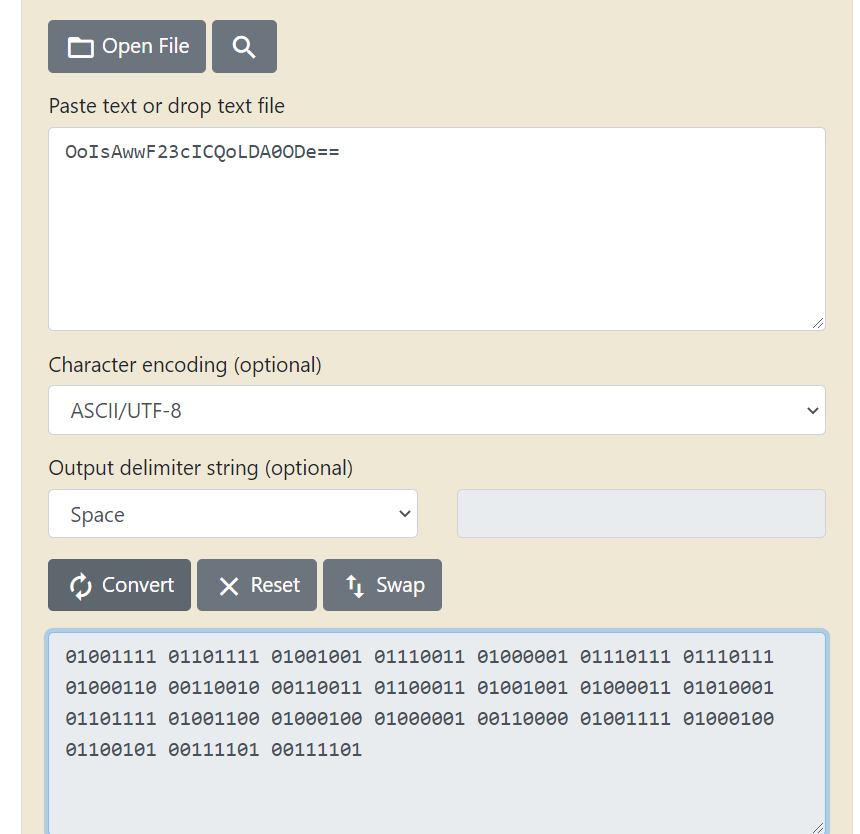 Open File
Paste text or drop text file
OoIsAwwF23cICQoLDA0ODe==
Character encoding (optional)
ASCII/UTF-8
Output delimiter string (optional)
Space
Convert Reset Swap
01001111 01101111 01001001 01110011 01000001 01110111 01110111
01000110 00110010 00110011 01100011 01001001 01000011 01010001
01101111 01001100 01000100 01000001 00110000 01001111 01000100
01100101 00111101 00111101